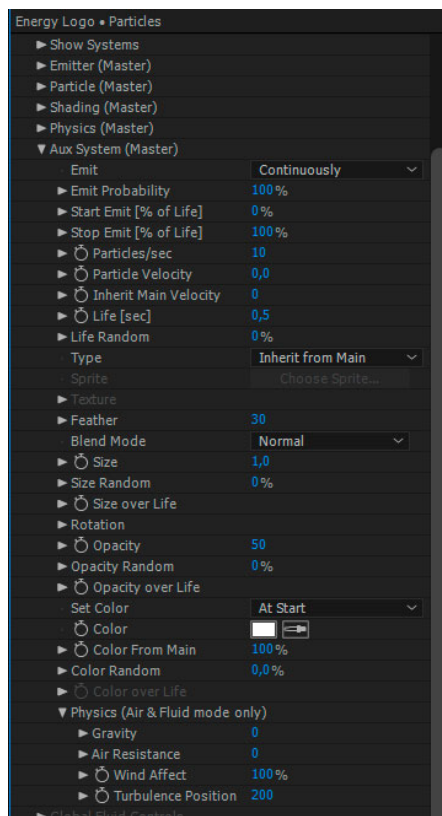 Energy Logo • Particles
Show Systems
Emitter (Master)
Particle (Master)
Shading (Master)
Physics (Master)
Aux System (Master)
Emit Continuously
Emit Probability 100%
Start Emit [% of Life] 0%
Stop Emit [% of Life] 100%
Particles/sec 10
Particle Velocity 0,0
Inherit Main Velocity 0
Life [sec] 0,5
Life Random 0%
Type Inherit from Main
Sprite Choose Sprite...
Texture
Feather 30
Blend Mode Normal
Size 1,0
Size Random 0%
Size over Life
Rotation
Opacity 50
Opacity Random 0%
Opacity over Life
Set Color At Start
Color
Color From Main 100%
Color Random 0,0%
Color over Life
Physics (Air & Fluid mode only)
Gravity 0
Air Resistance 0
Wind Affect 100%
Turbulence Position 200
Global Fluid Controls